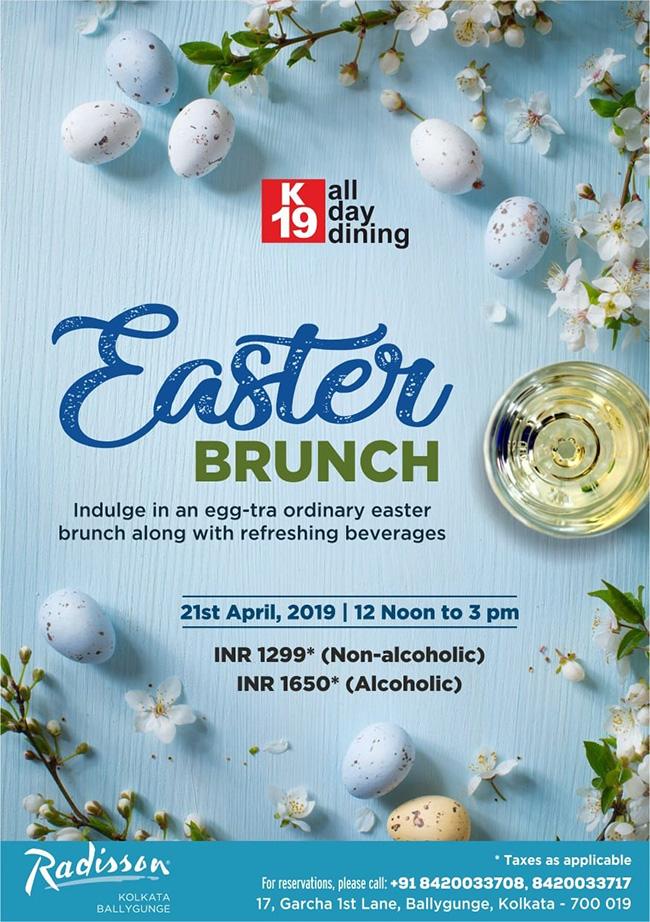 K
19
all
day
dining
Easter
BRUNCH
Indulge in an egg-tra ordinary easter
brunch along with refreshing beverages
21st April, 2019 | 12 Noon to 3 pm
INR 1299* (Non-alcoholic)
INR 1650* (Alcoholic)
Radisson
KOLKATA
BALLYGUNGE
* Taxes as applicable
For reservations, please call: +91 8420033708, 8420033717
17, Garcha 1st Lane, Ballygunge, Kolkata - 700 019